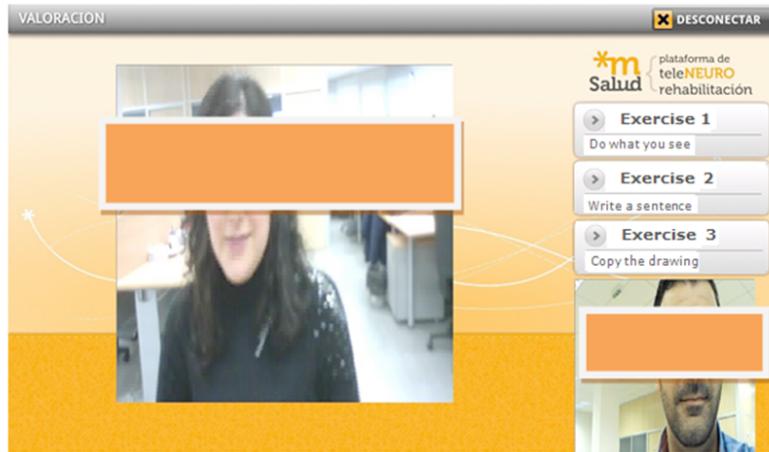 VALORACION
X DESCONECTAR
*m
Salud
plataforma de
teleNEURO
rehabilitación
Exercise 1
Do what you see
Exercise 2
Write a sentence
Exercise 3
Copy the drawing